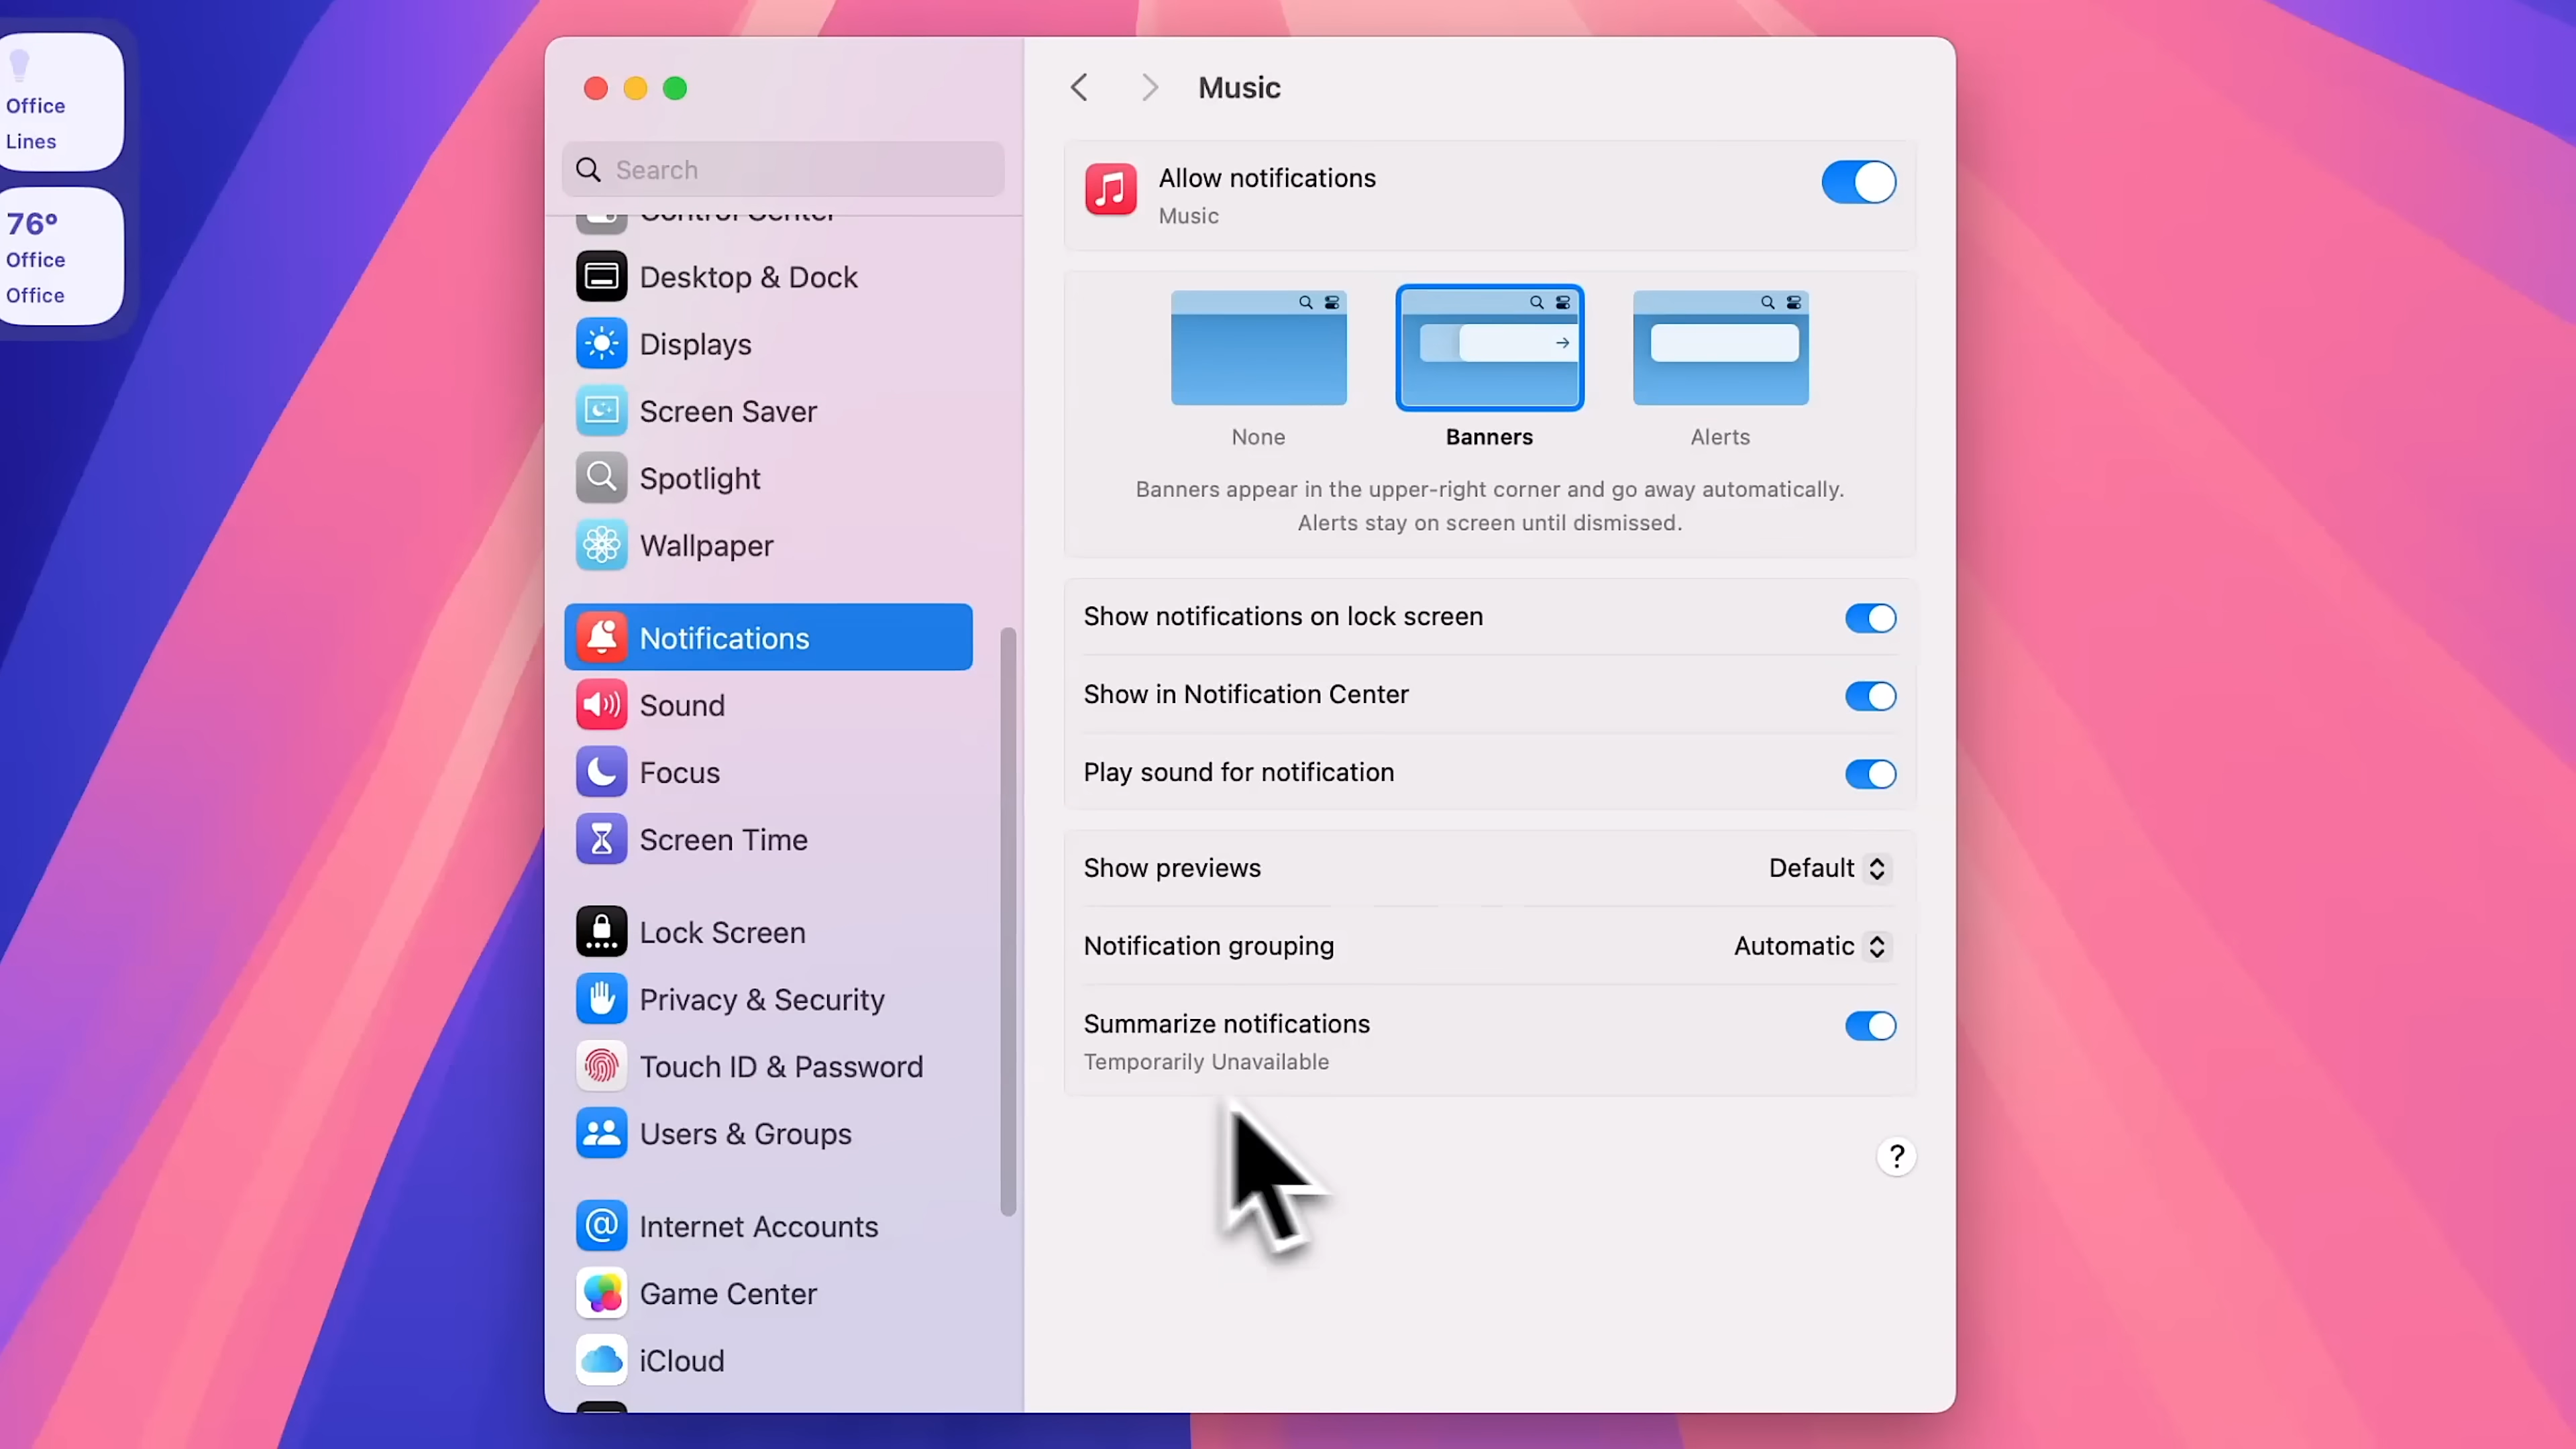 Office
Lines
76°
Office
Office
Search
Control Center
Desktop & Dock
Displays
Screen Saver
Spotlight
Wallpaper
Notifications
Sound
Focus
Screen Time
Lock Screen
Privacy & Security
Touch ID & Password
Users & Groups
Internet Accounts
Game Center
iCloud
Music
Allow notifications
Music
None
Banners
Alerts
Banners appear in the upper-right corner and go away automatically.
Alerts stay on screen until dismissed.
Show notifications on lock screen
Show in Notification Center
Play sound for notification
Show previews
Default
Notification grouping
Automatic
Summarize notifications
Temporarily Unavailable
?